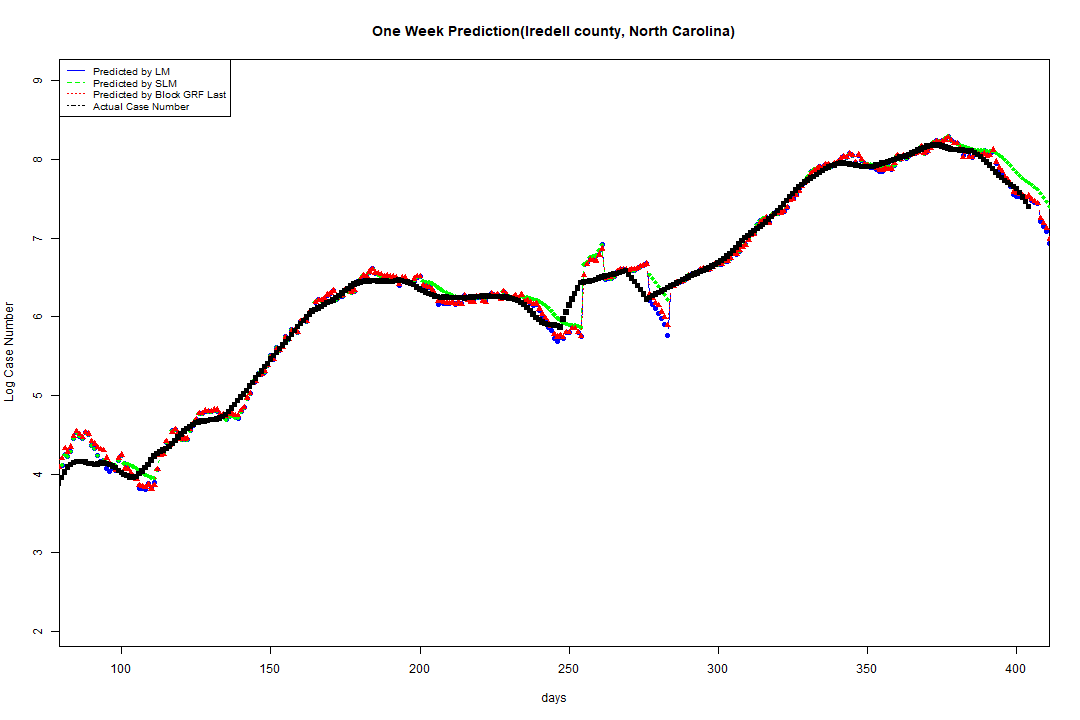 One Week Prediction(Iredell county, North Carolina)
Predicted by LM
Predicted by SLM
Predicted by Block GRF Last
Actual Case Number
Log Case Number
9
8
7
6
5
4
3
2
100 150 200 250 300 350 400
days